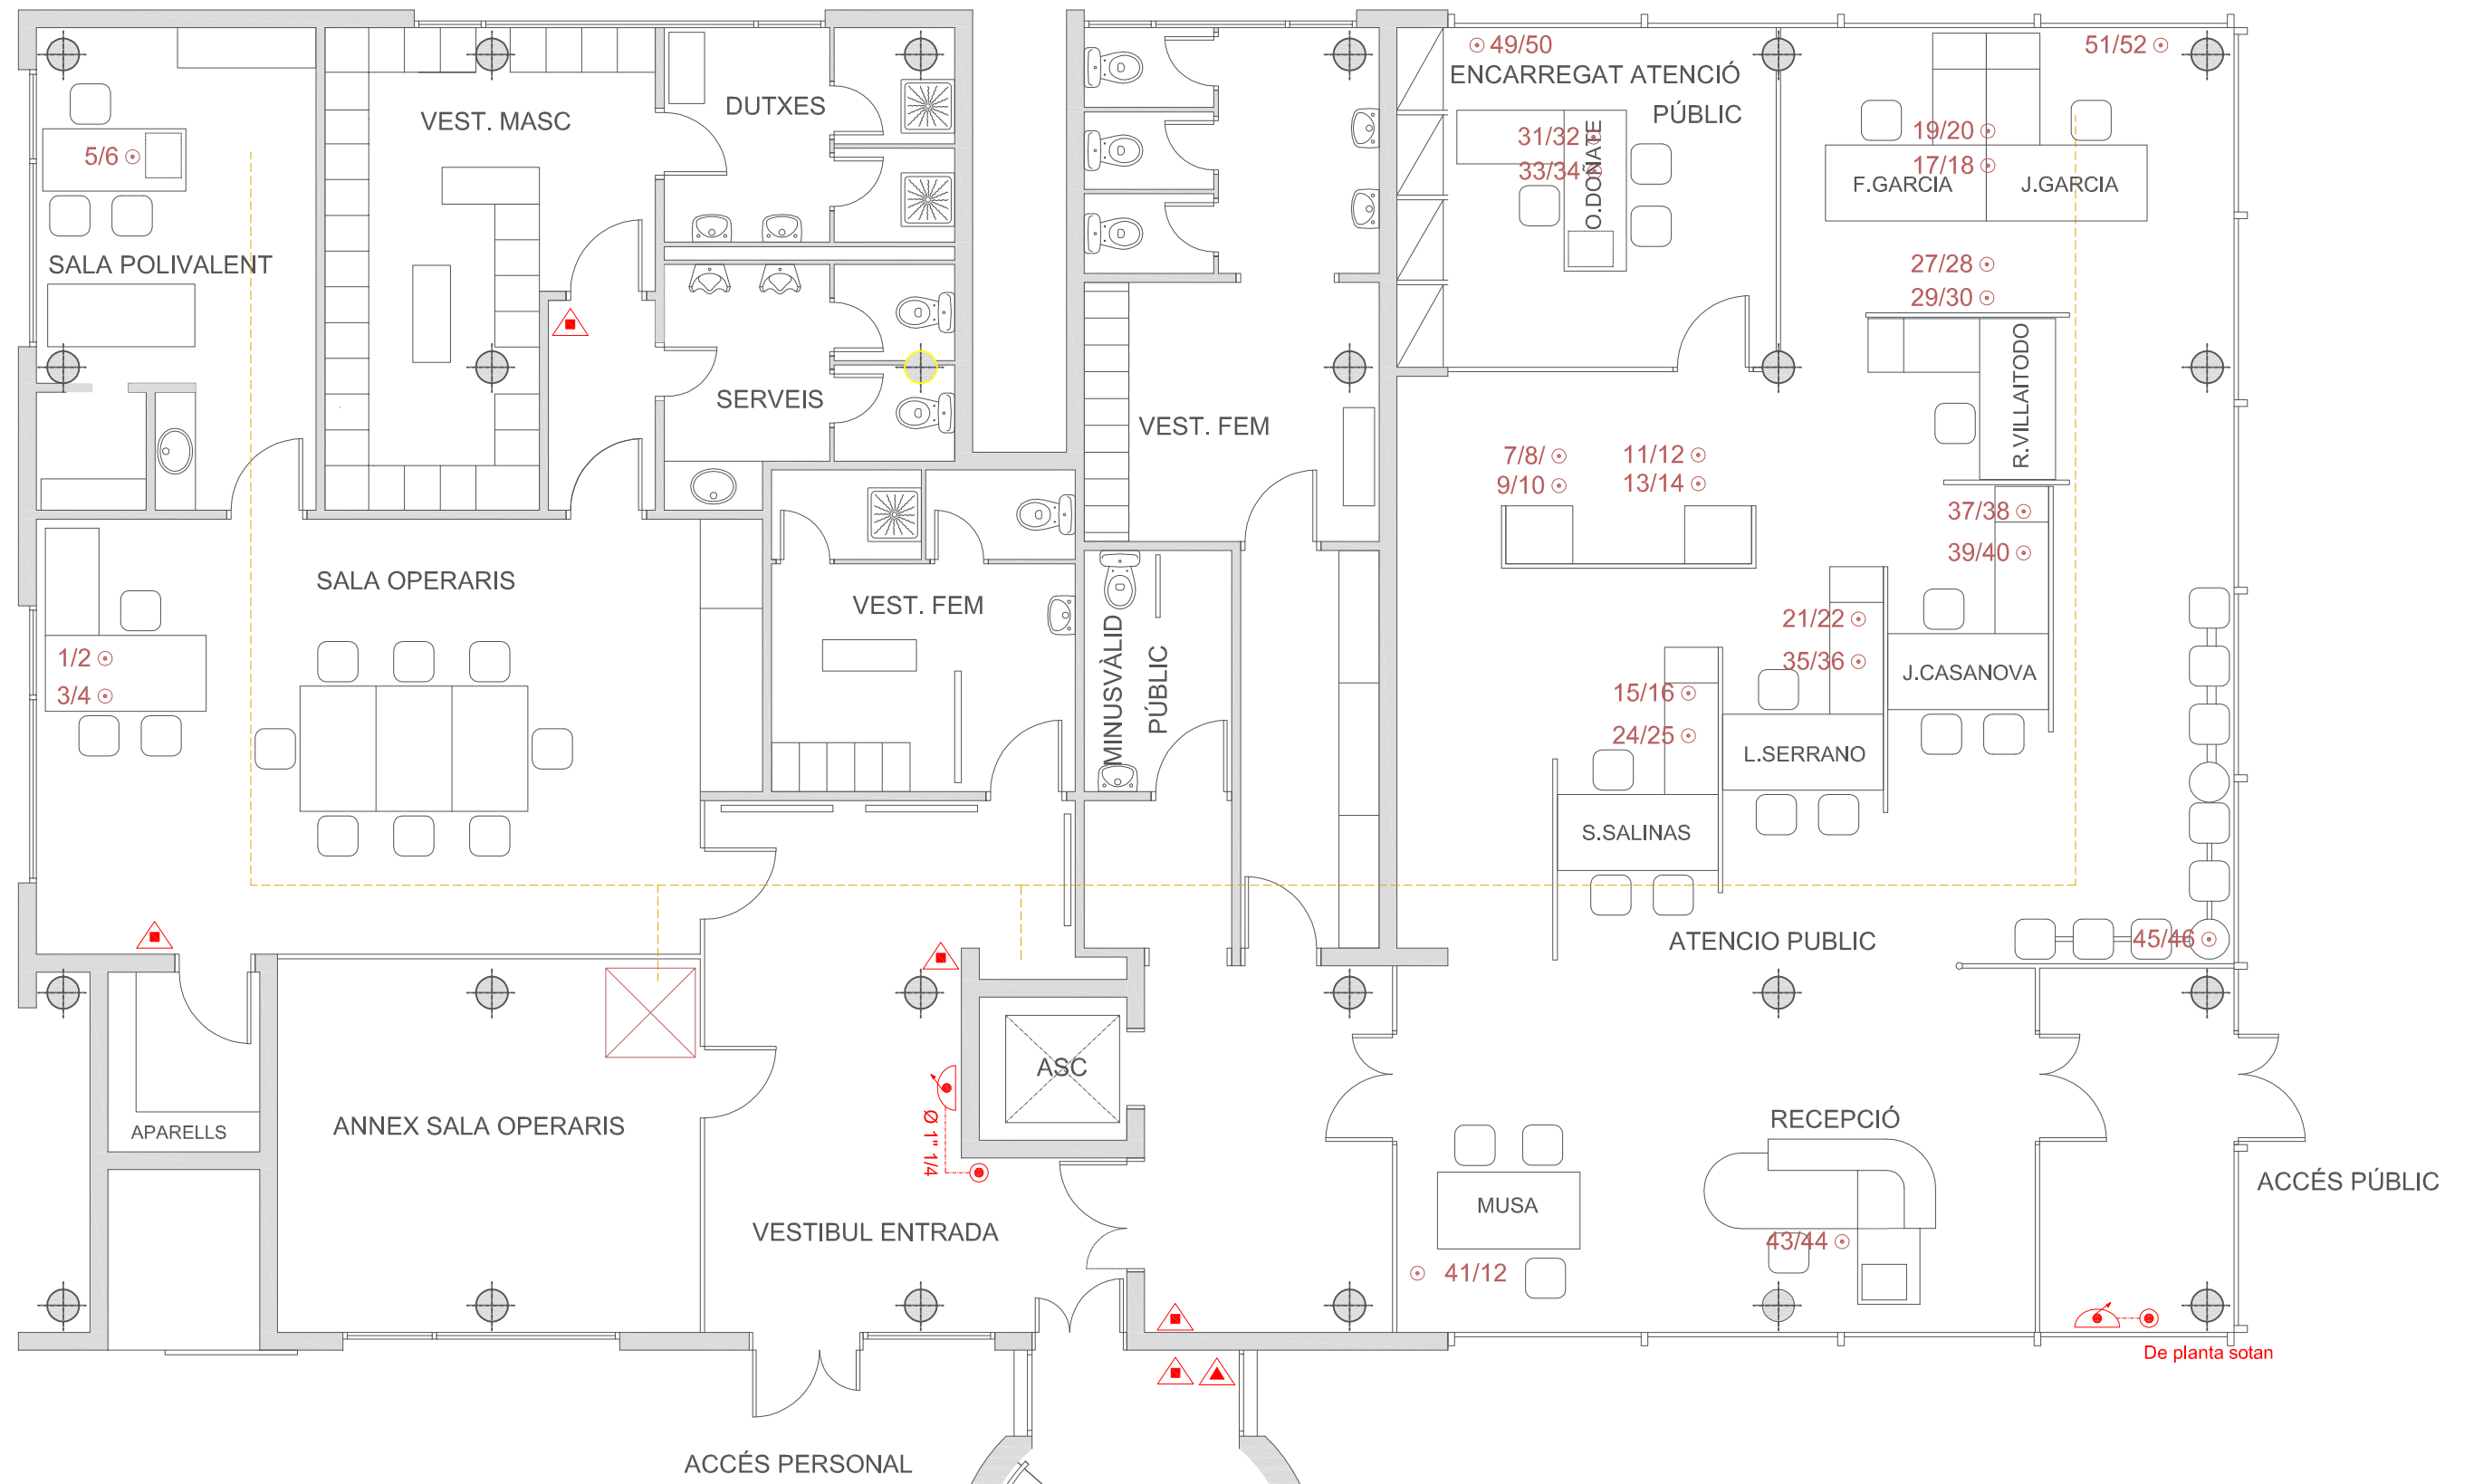 49/50
51/52
ENCARREGAT ATENCIÓ
PÚBLIC
DUTXES
VEST. MASC
31/32
33/34
O.DOÑATE
19/20
17/18
F.GARCIA
J.GARCIA
5/6
SALA POLIVALENT
27/28
29/30
R.VILLAITODO
SERVEIS
VEST. FEM
7/8/
9/10
11/12
13/14
37/38
39/40
SALA OPERARIS
VEST. FEM
MINUSVÀLID
PÚBLIC
21/22
35/36
J.CASANOVA
1/2
3/4
15/16
24/25
L.SERRANO
S.SALINAS
ATENCIO PUBLIC
45/46
ASC
Ø 1" 1/4
APARELLS
ANNEX SALA OPERARIS
RECEPCIÓ
ACCÉS PÚBLIC
MUSA
VESTIBUL ENTRADA
43/44
41/12
De planta sotan
ACCÉS PERSONAL